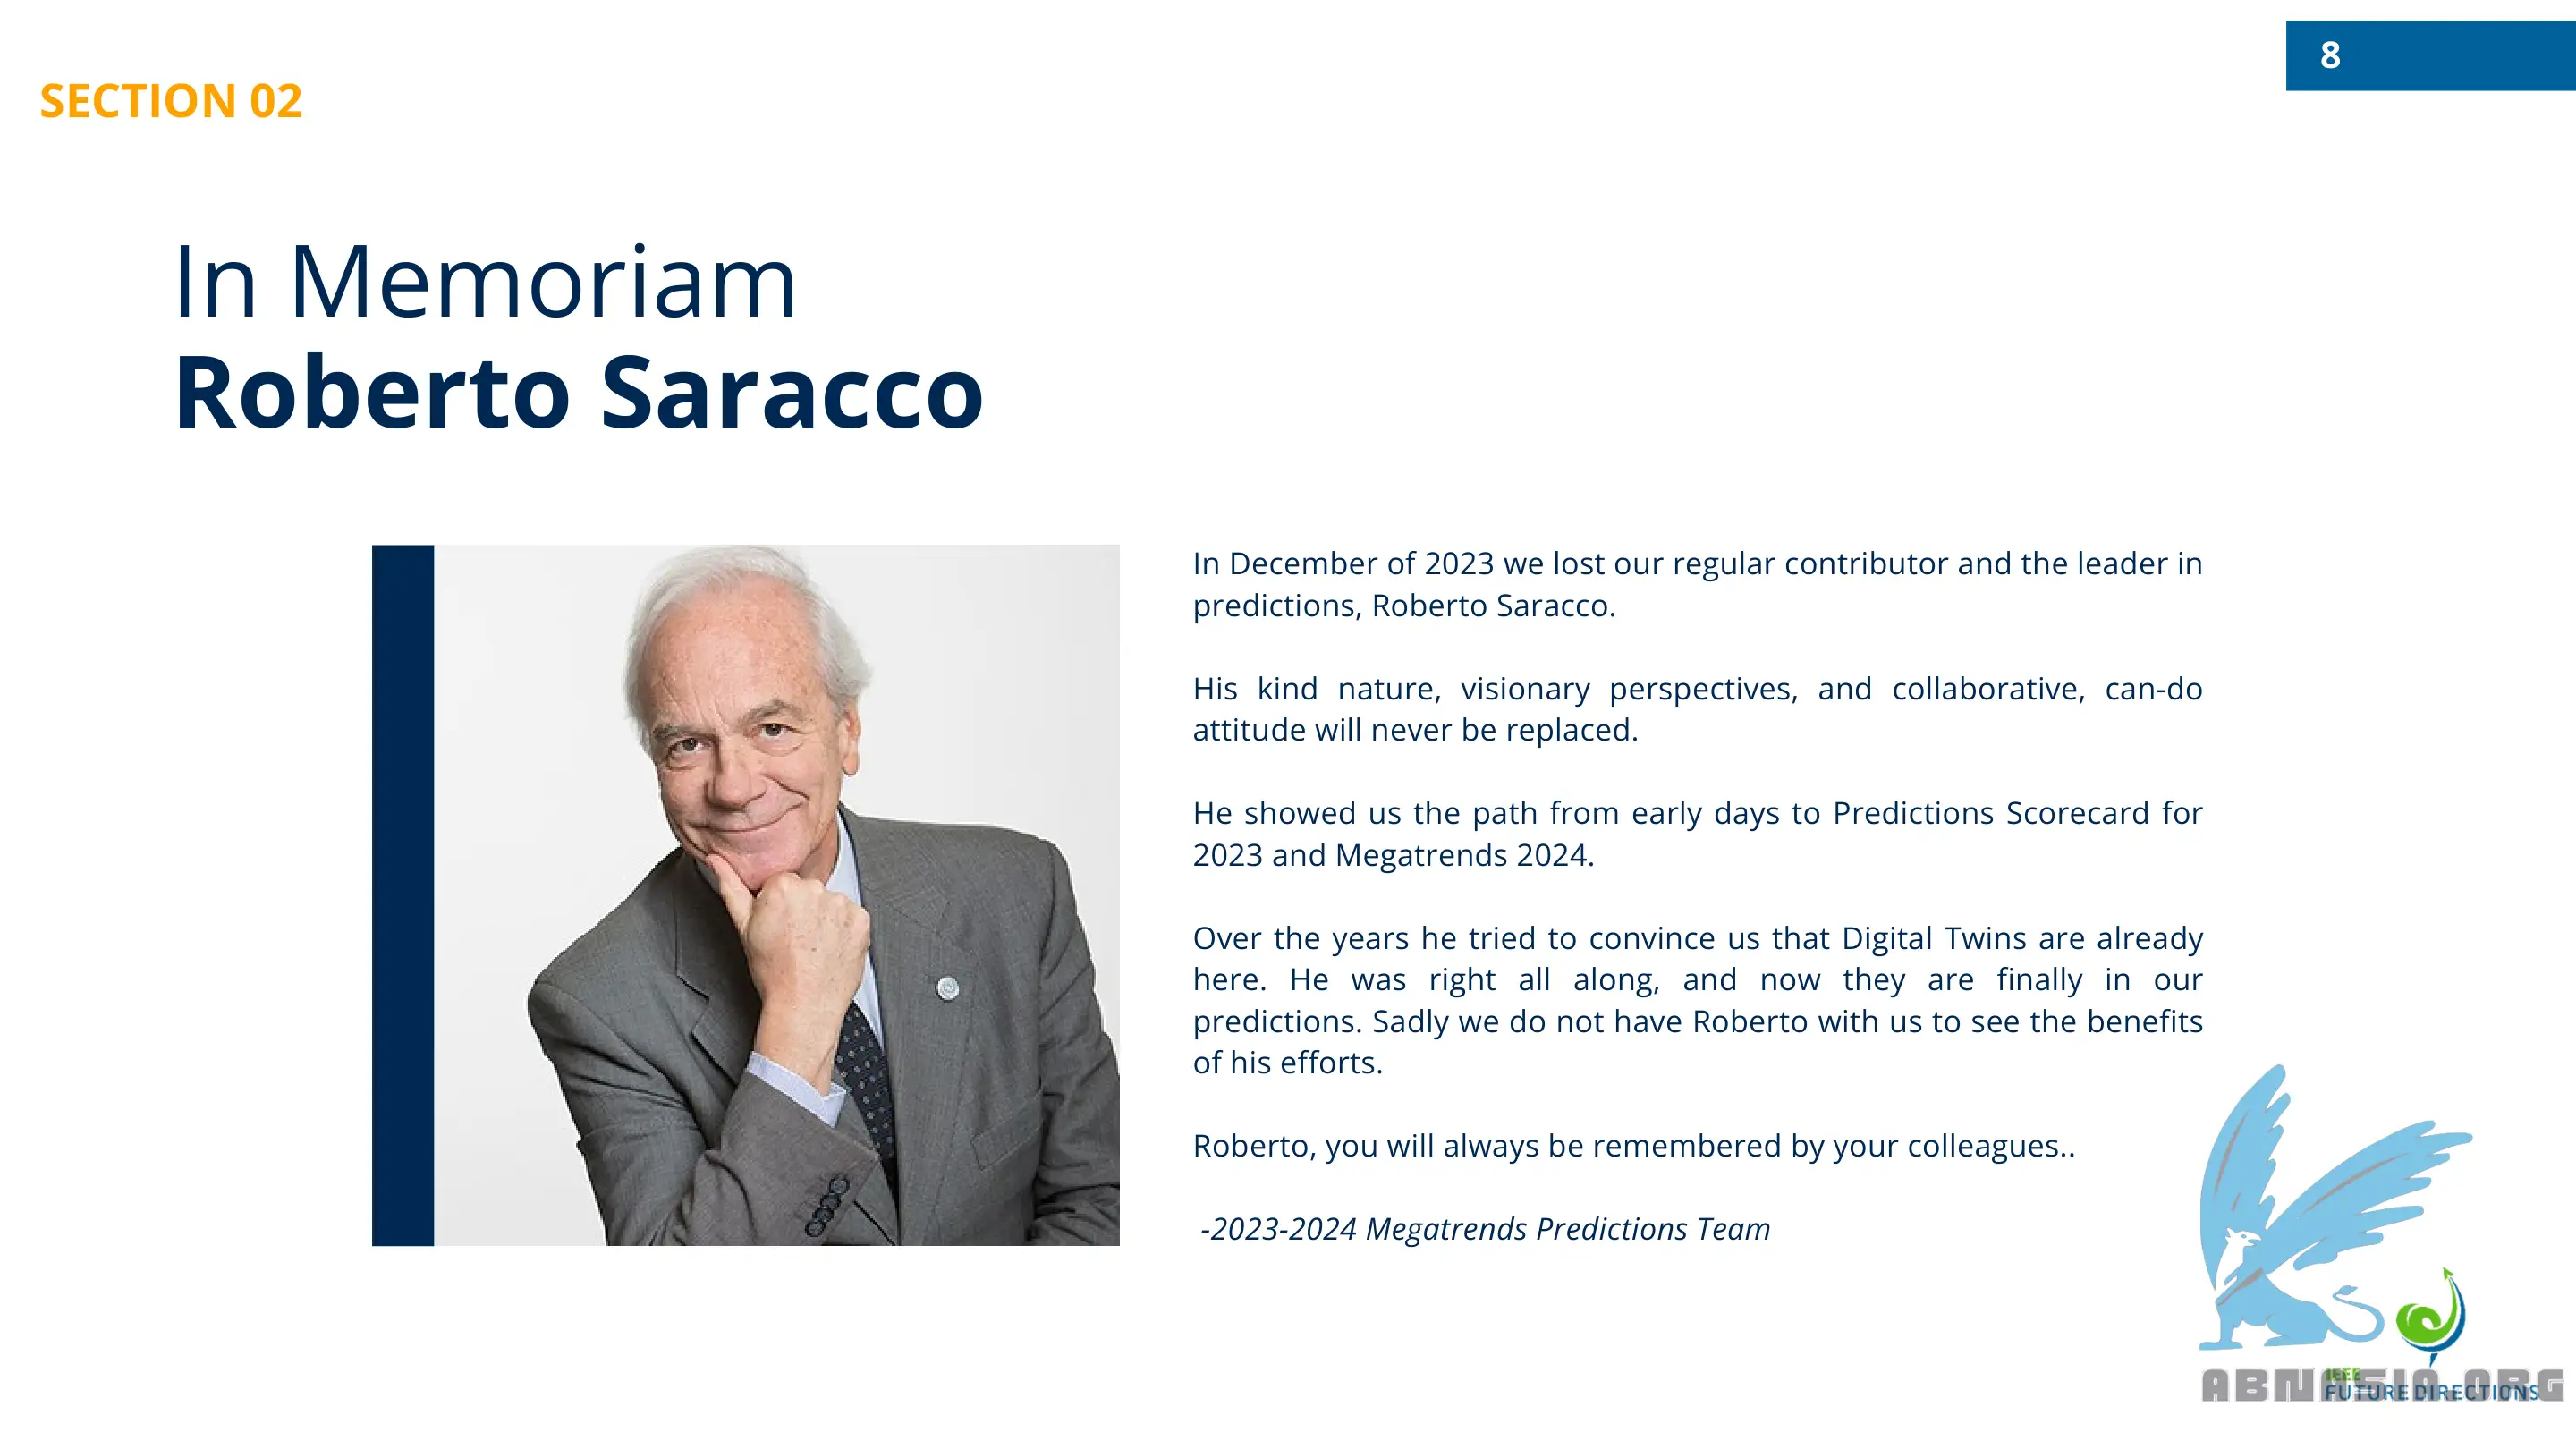 8
SECTION 02
In Memoriam
Roberto Saracco
In December of 2023 we lost our regular contributor and the leader in
predictions, Roberto Saracco.
His kind nature, visionary perspectives, and collaborative, can-do
attitude will never be replaced.
He showed us the path from early days to Predictions Scorecard for
2023 and Megatrends 2024.
Over the years he tried to convince us that Digital Twins are already
here. He was right all along, and now they are finally in our
predictions. Sadly we do not have Roberto with us to see the benefits
of his efforts.
Roberto, you will always be remembered by your colleagues..
-2023-2024 Megatrends Predictions Team
IEEE
FUTURE DIRECTIONS
ABNASIA.ORG